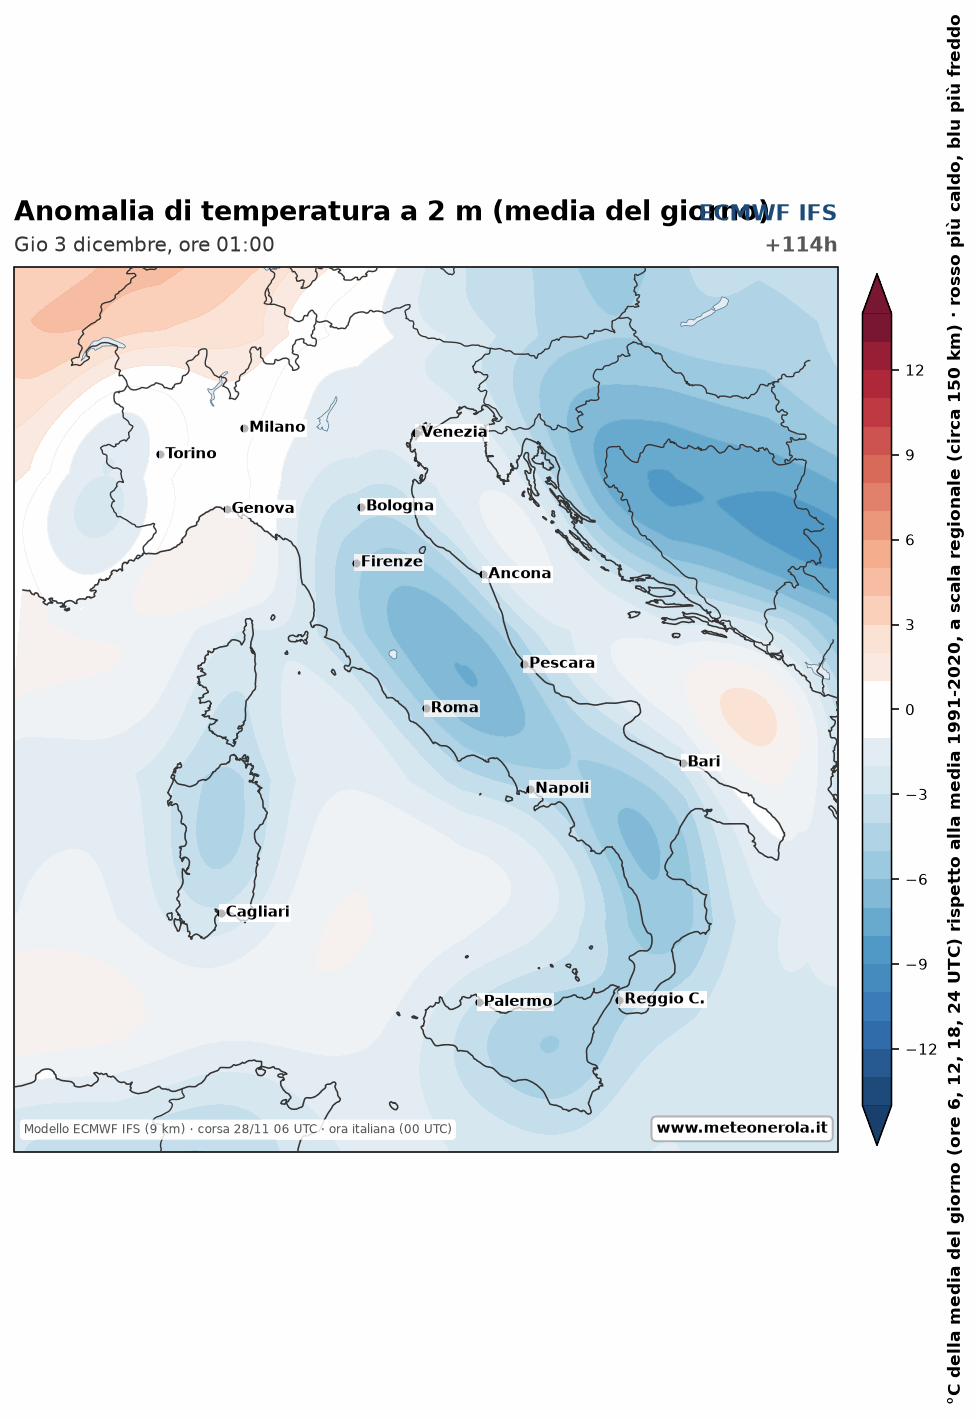 Anomalia di temperatura a 2 m (media del giorno)
ECMWF IFS
Gio 3 dicembre, ore 01:00
+114h
Milano
Torino
Venezia
Genova
Bologna
Firenze
Ancona
Pescara
Roma
Bari
Napoli
Cagliari
Palermo
Reggio C.
12
9
6
3
0
−3
−6
−9
−12
°C della media del giorno (ore 6, 12, 18, 24 UTC) rispetto alla media 1991-2020, a scala regionale (circa 150 km) · rosso più caldo, blu più freddo
Modello ECMWF IFS (9 km) · corsa 28/11 06 UTC · ora italiana (00 UTC)
www.meteonerola.it